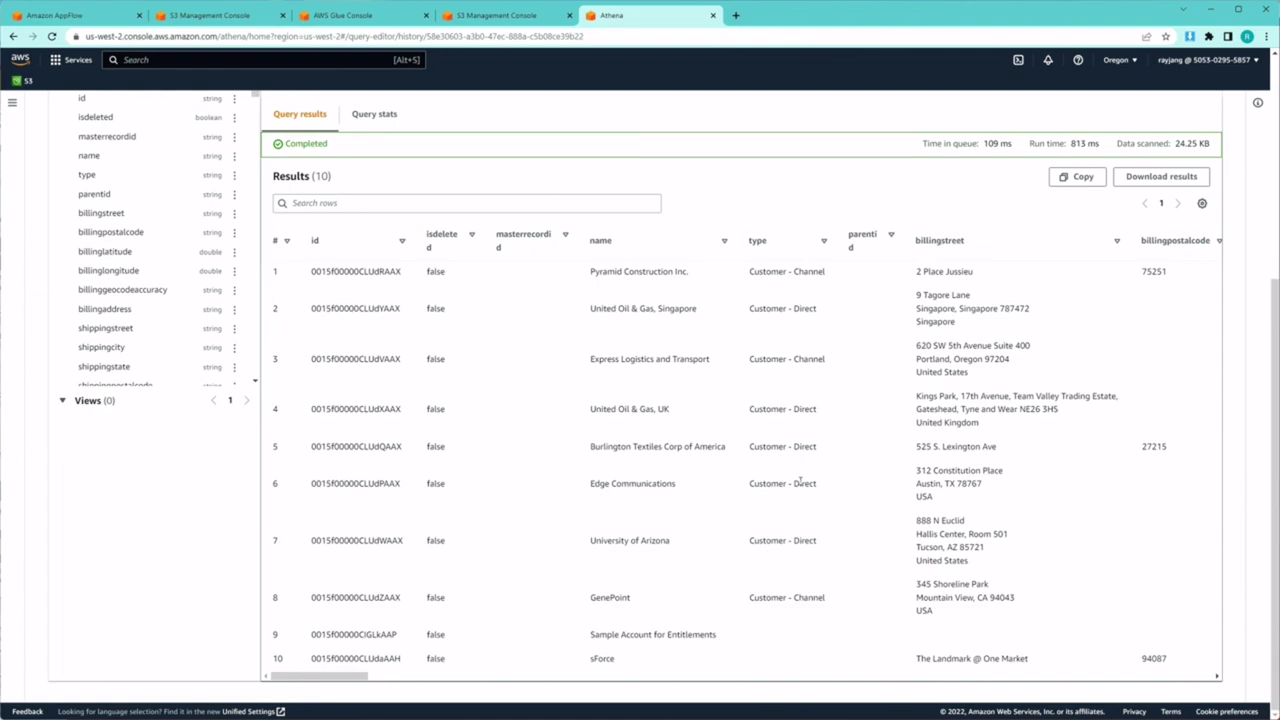 Amazon AppFlow
S3 Management Console
AWS Glue Console
S3 Management Console
Athena
us-west-2.console.aws.amazon.com/athena/home?region=us-west-2#/query-editor/history/58e30603-a3b0-47ec-888a-c5b08ce39b22
aws
Services
Search
[Alt+S]
Oregon
rayjang @ 5053-0295-5857
S3
id string
isdeleted boolean
masterrecordid string
name string
type string
parentid string
billingstreet string
billingpostalcode string
billinglatitude double
billinglongitude double
billinggeocodeaccuracy string
billingaddress string
shippingstreet string
shippingcity string
shippingstate string
shippingpostalcode string
Views (0)
1
Query results
Query stats
Completed
Time in queue: 109 ms Run time: 813 ms Data scanned: 24.25 KB
Results (10)
Copy
Download results
Search rows
1
# id isdelete
d masterrecordi
d name type parenti
d billingstreet billingpostalcode
1 0015f00000CLUdRAAX false Pyramid Construction Inc. Customer - Channel 2 Place Jussieu 75251
2 0015f00000CLUdYAAX false United Oil & Gas, Singapore Customer - Direct 9 Tagore Lane
Singapore, Singapore 787472
Singapore
3 0015f00000CLUdVAAX false Express Logistics and Transport Customer - Channel 620 SW 5th Avenue Suite 400
Portland, Oregon 97204
United States
4 0015f00000CLUdXAAX false United Oil & Gas, UK Customer - Direct Kings Park, 17th Avenue, Team Valley Trading Estate,
Gateshead, Tyne and Wear NE26 3HS
United Kingdom
5 0015f00000CLUdQAAX false Burlington Textiles Corp of America Customer - Direct 525 S. Lexington Ave 27215
6 0015f00000CLUdPAAX false Edge Communications Customer - Direct 312 Constitution Place
Austin, TX 78767
USA
7 0015f00000CLUdWAAX false University of Arizona Customer - Direct 888 N Euclid
Hallis Center, Room 501
Tucson, AZ 85721
United States
8 0015f00000CLUdZAAX false GenePoint Customer - Channel 345 Shoreline Park
Mountain View, CA 94043
USA
9 0015f00000CIGLkAAP false Sample Account for Entitlements
10 0015f00000CLUdaAAH false sForce The Landmark @ One Market 94087
Feedback
Looking for language selection? Find it in the new Unified Settings
© 2022, Amazon Web Services, Inc. or its affiliates.
Privacy
Terms
Cookie preferences